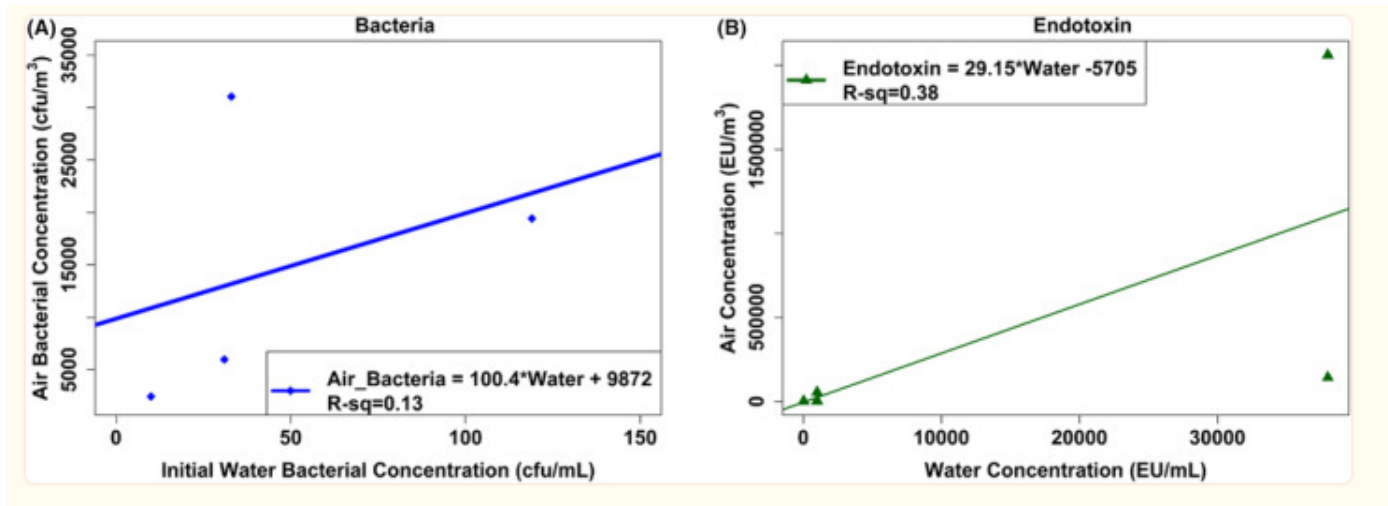 (A)
Bacteria
Air Bacterial Concentration (cfu/m³)
35000
25000
15000
5000
Air_Bacteria = 100.4*Water + 9872
R-sq=0.13
0 50 100 150
Initial Water Bacterial Concentration (cfu/mL)
(B)
Endotoxin
Air Concentration (EU/m³)
1500000
500000
0
Endotoxin = 29.15*Water -5705
R-sq=0.38
0 10000 20000 30000
Water Concentration (EU/mL)